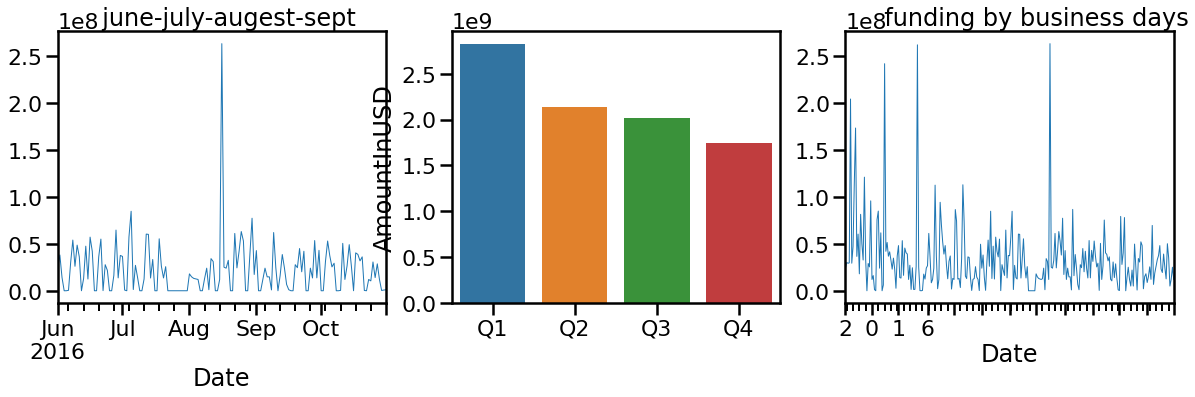 1e8 june-july-augest-sept
2.5
2.0
1.5
1.0
0.5
0.0
Jun Jul Aug Sep Oct
2016
Date
1e9
AmountInUSD
2.5
2.0
1.5
1.0
0.5
0.0
Q1 Q2 Q3 Q4
1e8 funding by business days
2.5
2.0
1.5
1.0
0.5
0.0
2 0 1 6
Date